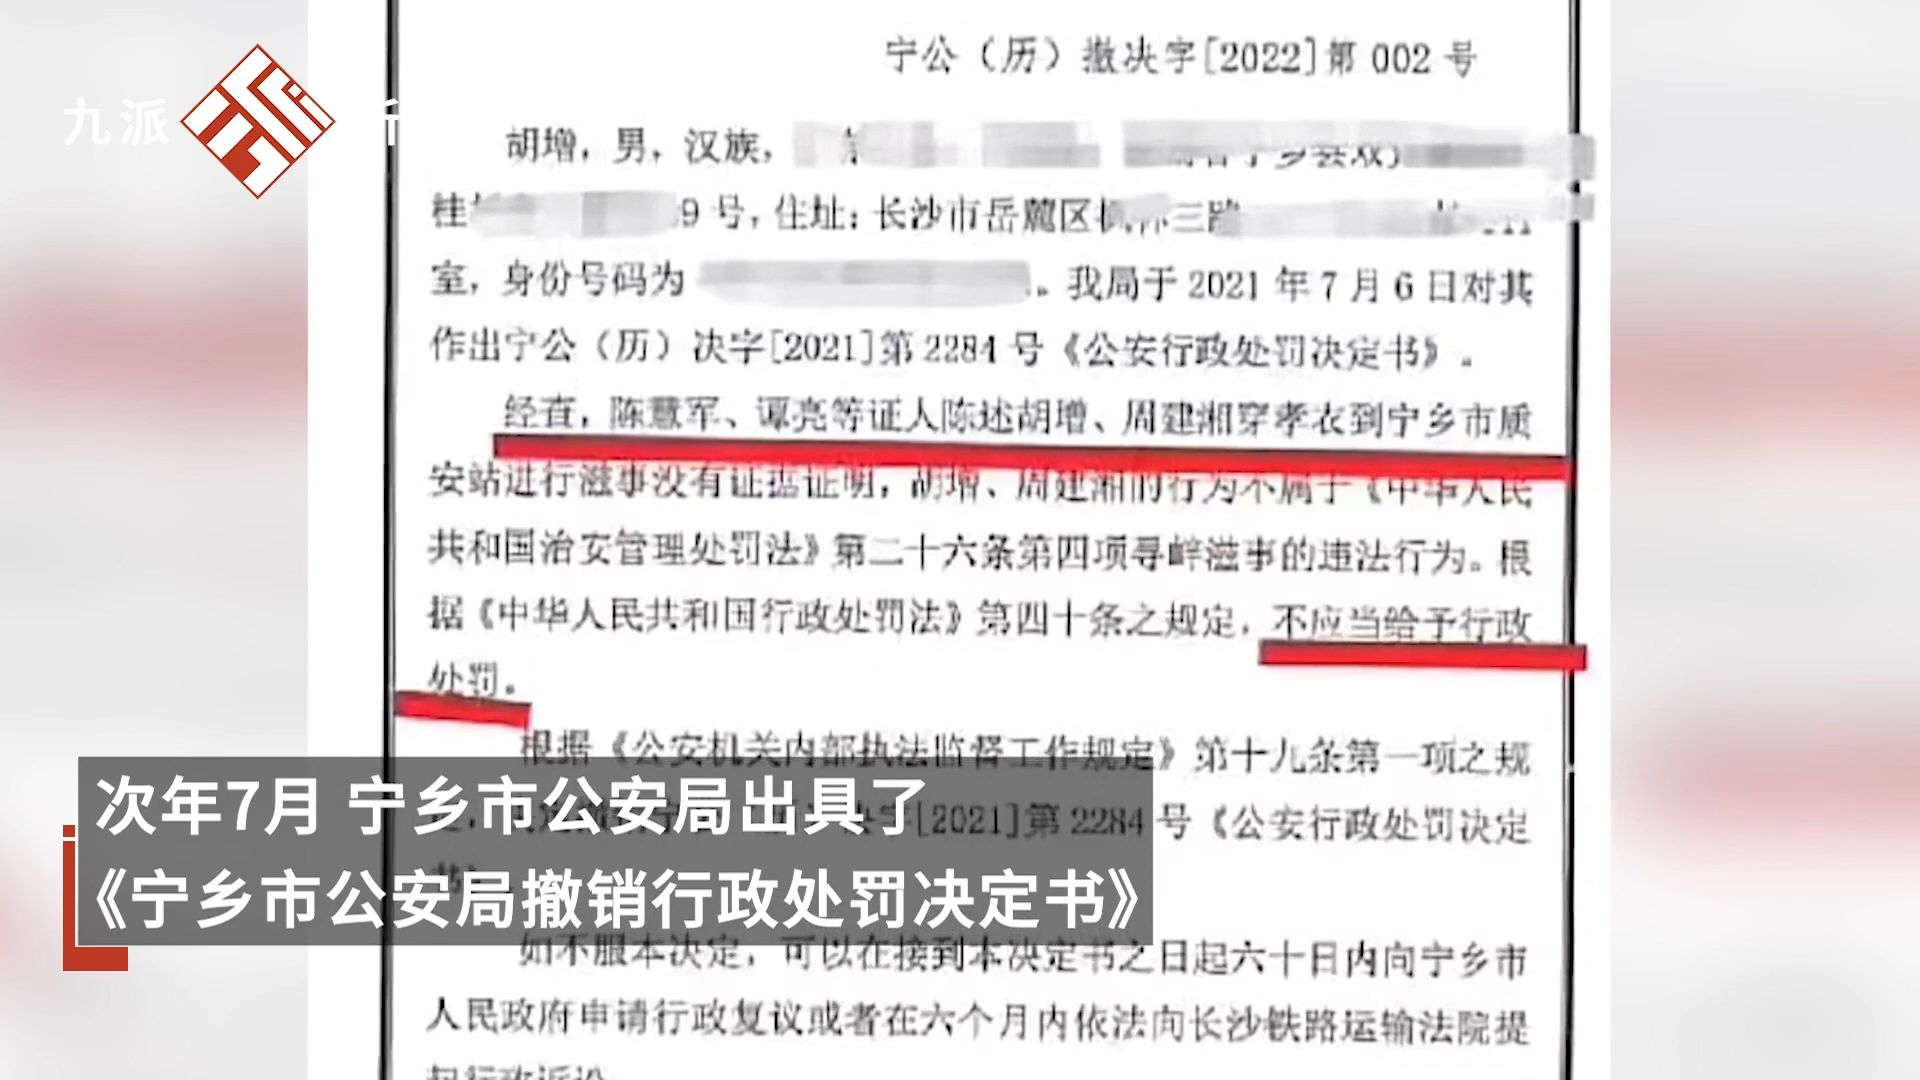 九派
宁公（历）撤决字[2022]第 002 号
胡增，男，汉族，
桂 9 号，住址：长沙市岳麓区 三路
室，身份号码为 。我局于 2021 年 7 月 6 日对其
作出宁公（历）决字[2021]第 2284 号《公安行政处罚决定书》。
经查，陈慧军、谭亮等证人陈述胡增、周建湘穿孝衣到宁乡市质
安站进行滋事没有证据证明，胡增、周建湘的行为不属于《中华人民
共和国治安管理处罚法》第二十六条第四项寻衅滋事的违法行为。根
据《中华人民共和国行政处罚法》第四十条之规定，不应当给予行政
处罚。
根据《公安机关内部执法监督工作规定》第十九条第一项之规
决字[2021]第 2284 号《公安行政处罚决定
次年7月 宁乡市公安局出具了
《宁乡市公安局撤销行政处罚决定书》
如不服本决定，可以在接到本决定书之日起六十日内向宁乡市
人民政府申请行政复议或者在六个月内依法向长沙铁路运输法院提